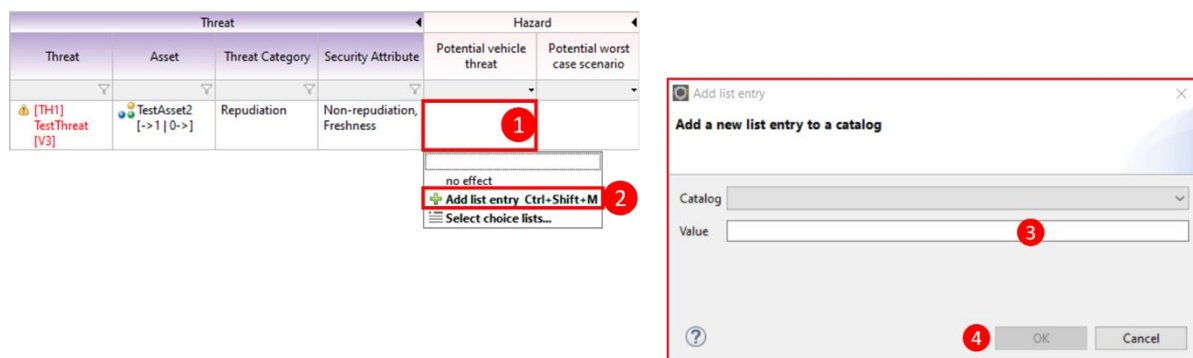 Threat
Hazard
Threat
Asset
Threat Category
Security Attribute
Potential vehicle
threat
Potential worst
case scenario
[TH1]
TestThreat
[V3]
TestAsset2
[->1 | 0->]
Repudiation
Non-repudiation,
Freshness
1
no effect
Add list entry Ctrl+Shift+M
2
Select choice lists...
Add list entry
Add a new list entry to a catalog
Catalog
Value
3
4
OK
Cancel